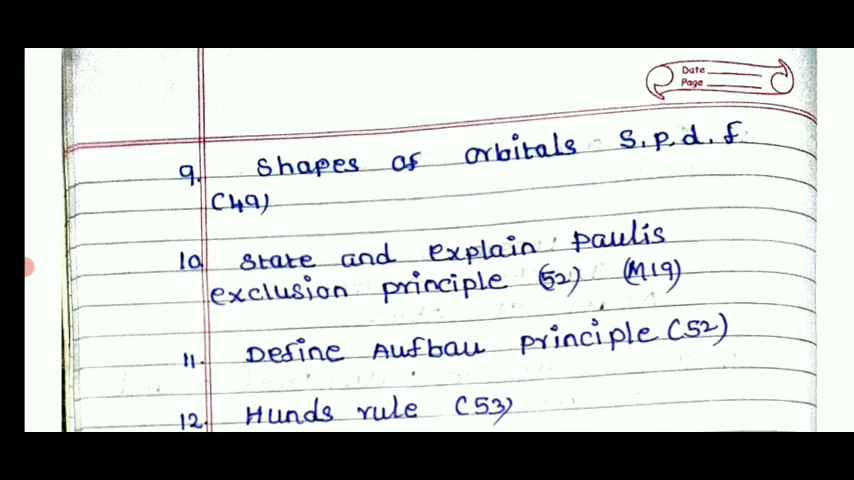 Date
Page
9. Shapes of orbitals s.p.d.f
(49)
10 State and explain paulis
exclusion principle (52) (M19)
11. Define Aufbau principle (52)
12. Hunds rule (53)